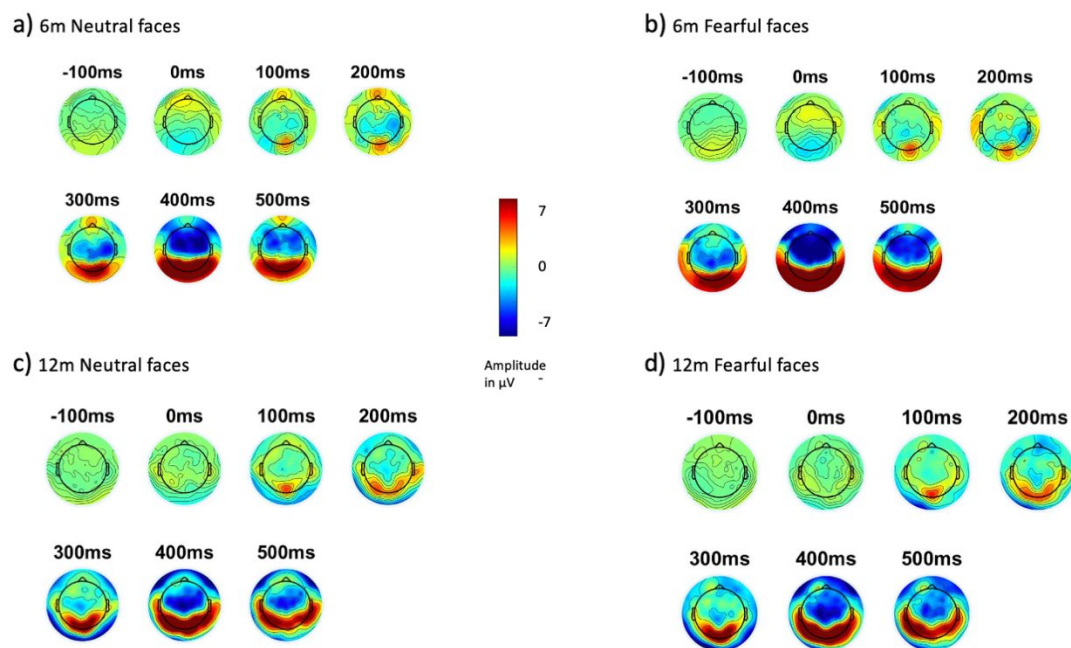 a) 6m Neutral faces
-100ms 0ms 100ms 200ms
300ms 400ms 500ms
b) 6m Fearful faces
-100ms 0ms 100ms 200ms
300ms 400ms 500ms
7
0
-7
Amplitude
in μV -
c) 12m Neutral faces
-100ms 0ms 100ms 200ms
300ms 400ms 500ms
d) 12m Fearful faces
-100ms 0ms 100ms 200ms
300ms 400ms 500ms